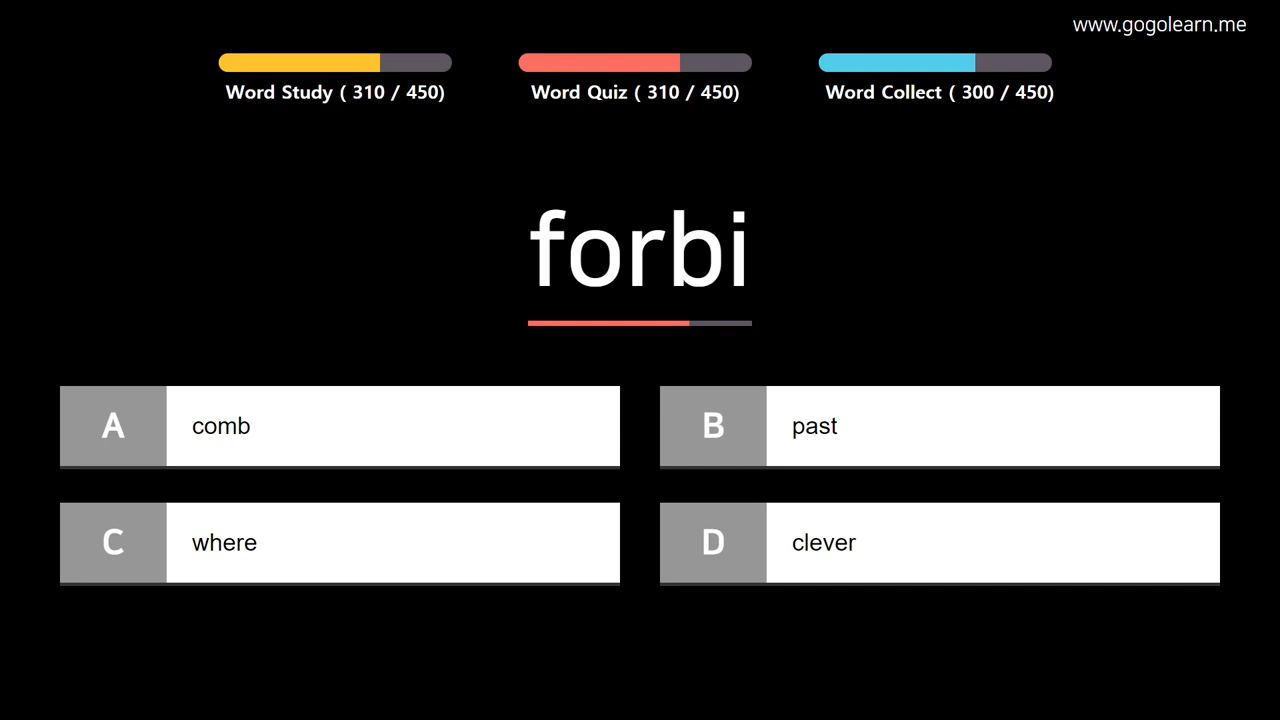 www.gogolearn.me
Word Study ( 310 / 450)
Word Quiz ( 310 / 450)
Word Collect ( 300 / 450)
forbi
A comb
B past
C where
D clever